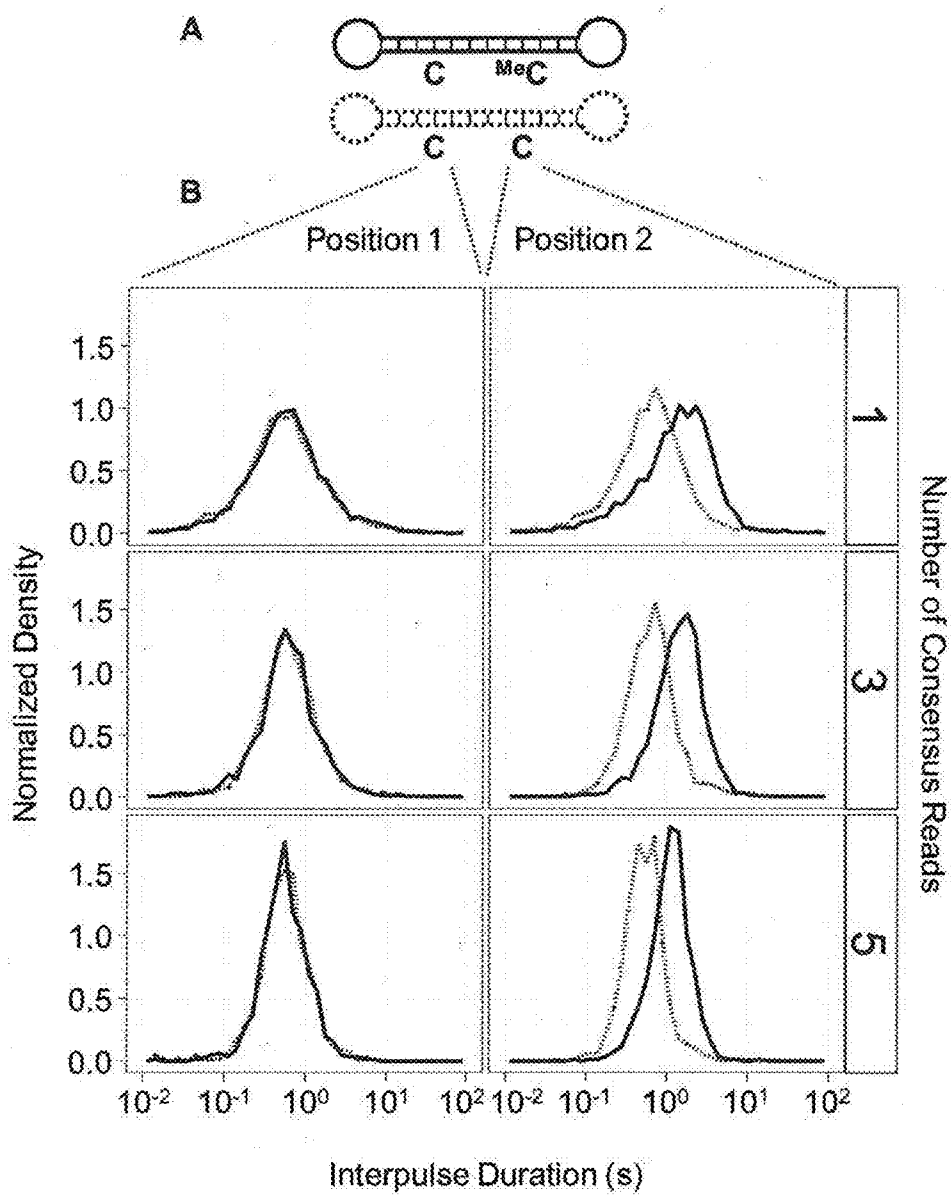 A
C MeC
C C
B
Position 1 Position 2
1.5
1.0
0.5
0.0
1
1.5
1.0
0.5
0.0
3
1.5
1.0
0.5
0.0
5
Normalized Density
Number of Consensus Reads
10-2 10-1 100 101 102 10-2 10-1 100 101 102
Interpulse Duration (s)